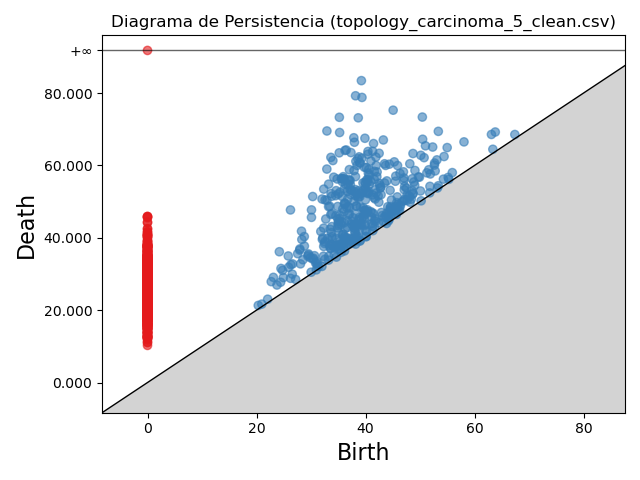 Diagrama de Persistencia (topology_carcinoma_5_clean.csv)
+∞
80.000
60.000
40.000
20.000
0.000
Death
0 20 40 60 80
Birth